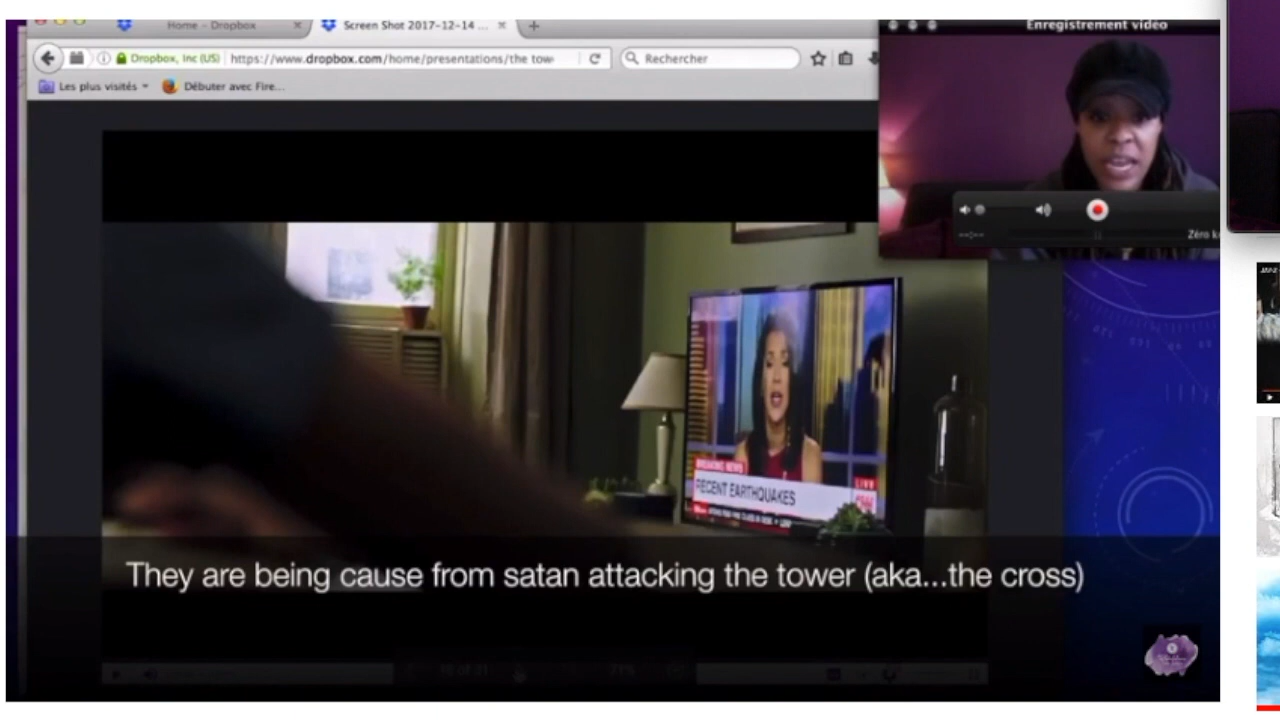 Home - Dropbox
Screen Shot 2017-12-14 ...
Enregistrement vidéo
Dropbox, Inc (US)
https://www.dropbox.com/home/presentations/the tow
Rechercher
Les plus visités
Débuter avec Fire...
Zéro k
BREAKING NEWS
LIVE
RECENT EARTHQUAKES
They are being cause from satan attacking the tower (aka...the cross)